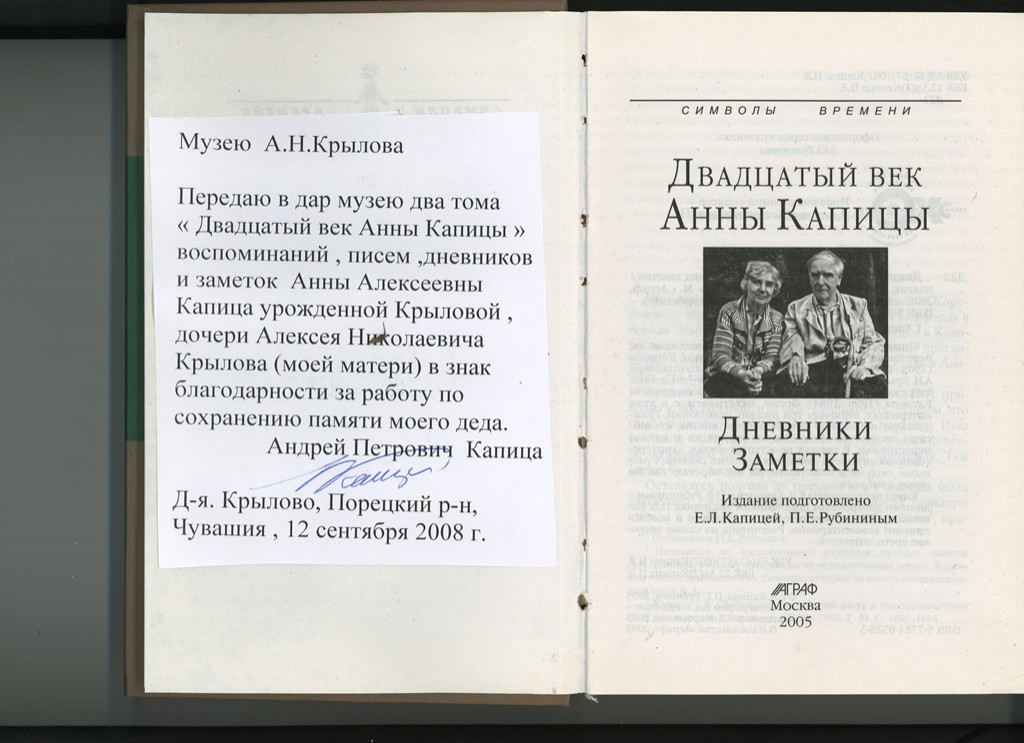 Музею А.Н.Крылова
Передаю в дар музею два тома
« Двадцатый век Анны Капицы »
воспоминаний , писем ,дневников
и заметок Анны Алексеевны
Капица урожденной Крыловой ,
дочери Алексея Николаевича
Крылова (моей матери) в знак
благодарности за работу по
сохранению памяти моего деда.
Андрей Петрович Капица
Д-я. Крылово, Порецкий р-н,
Чувашия , 12 сентября 2008 г.
СИМВОЛЫ ВРЕМЕНИ
ДВАДЦАТЫЙ ВЕК
АННЫ КАПИЦЫ
ДНЕВНИКИ
ЗАМЕТКИ
Издание подготовлено
Е.Л.Капицей, П.Е.Рубининым
АГРАФ
Москва
2005